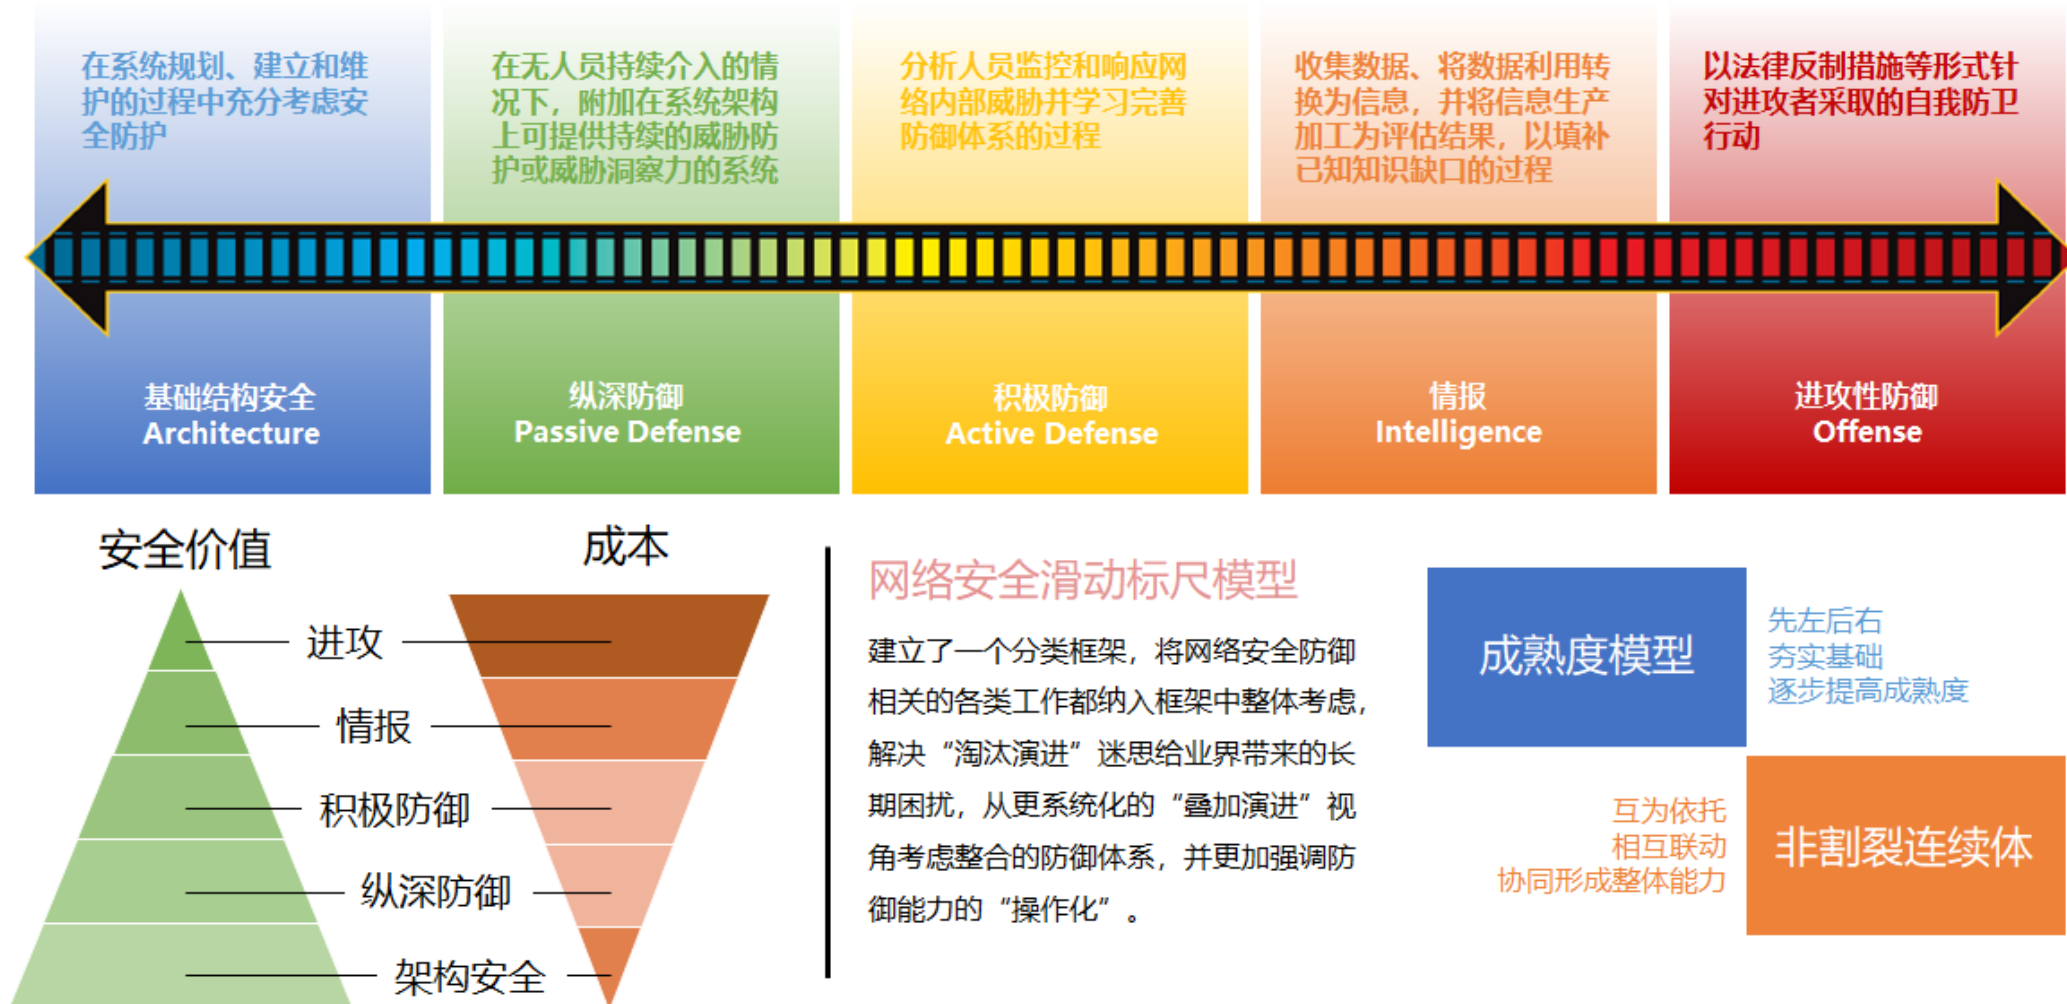 在系统规划、建立和维
护的过程中充分考虑安
全防护
在无人员持续介入的情
况下，附加在系统架构
上可提供持续的威胁防
护或威胁洞察力的系统
分析人员监控和响应网
络内部威胁并学习完善
防御体系的过程
收集数据、将数据利用转
换为信息，并将信息生产
加工为评估结果，以填补
已知知识缺口的过程
以法律反制措施等形式针
对进攻者采取的自我防卫
行动
基础结构安全
Architecture
纵深防御
Passive Defense
积极防御
Active Defense
情报
Intelligence
进攻性防御
Offense
安全价值
成本
进攻
情报
积极防御
纵深防御
架构安全
网络安全滑动标尺模型
建立了一个分类框架，将网络安全防御
相关的各类工作都纳入框架中整体考虑，
解决“淘汰演进”迷思给业界带来的长
期困扰，从更系统化的“叠加演进”视
角考虑整合的防御体系，并更加强调防
御能力的“操作化”。
成熟度模型
先左后右
夯实基础
逐步提高成熟度
互为依托
相互联动
协同形成整体能力
非割裂连续体